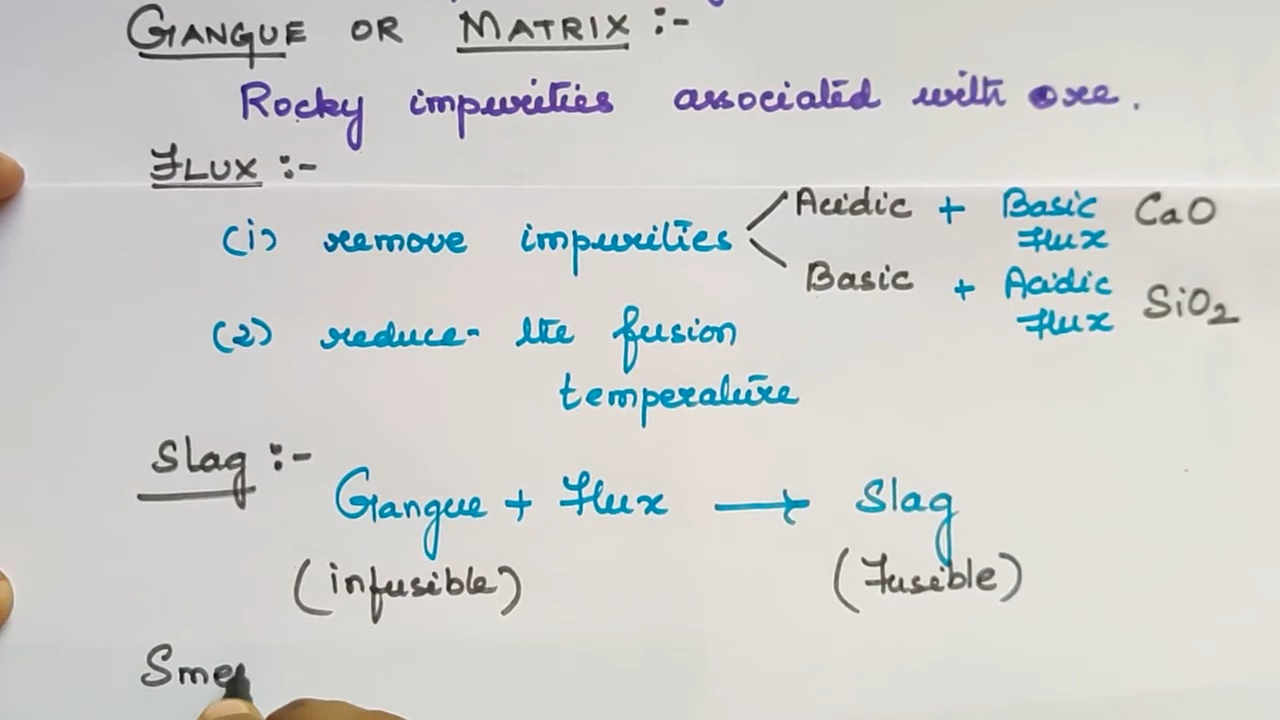 GANGUE OR MATRIX :-
Rocky impurities associated with ore.
FLUX :-
(i) remove impurities
Acidic + Basic Flux CaO
Basic + Acidic Flux SiO₂
(2) reduce the fusion
temperature
Slag :-
Gangue + Flux → Slag
(infusible) (Fusible)
Sme